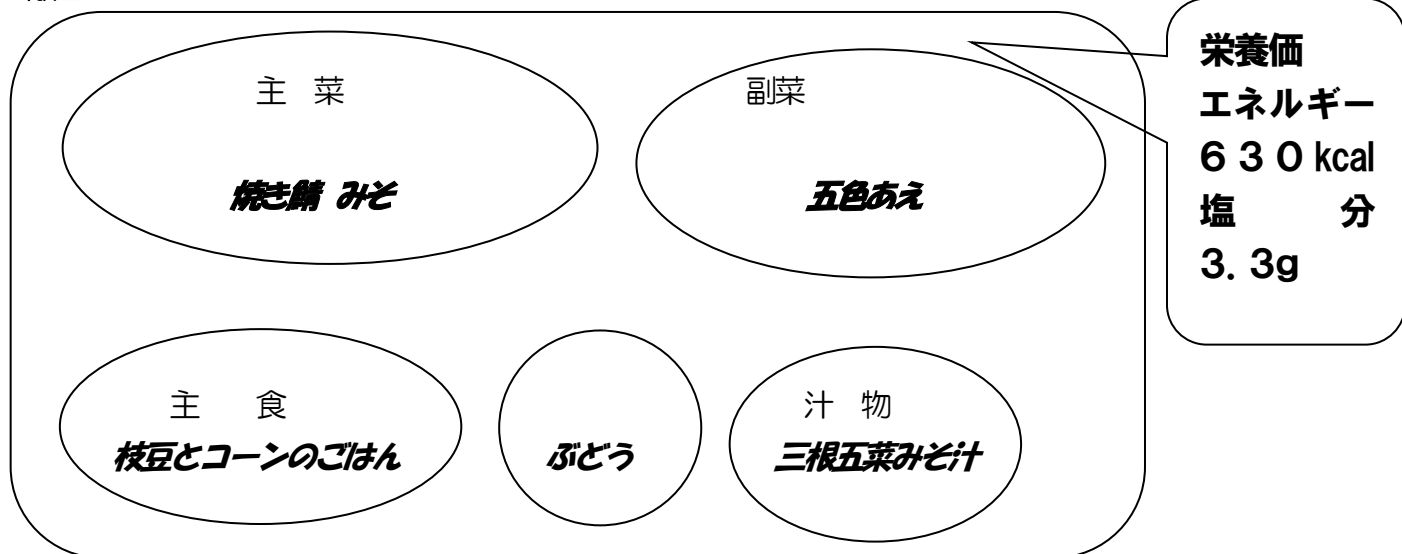 主 菜
焼き鯖 みそ
副菜
五色あえ
主 食
枝豆とコーンのごはん
ぶどう
汁 物
三根五菜みそ汁
栄養価
エネルギー
630kcal
塩 分
3.3g